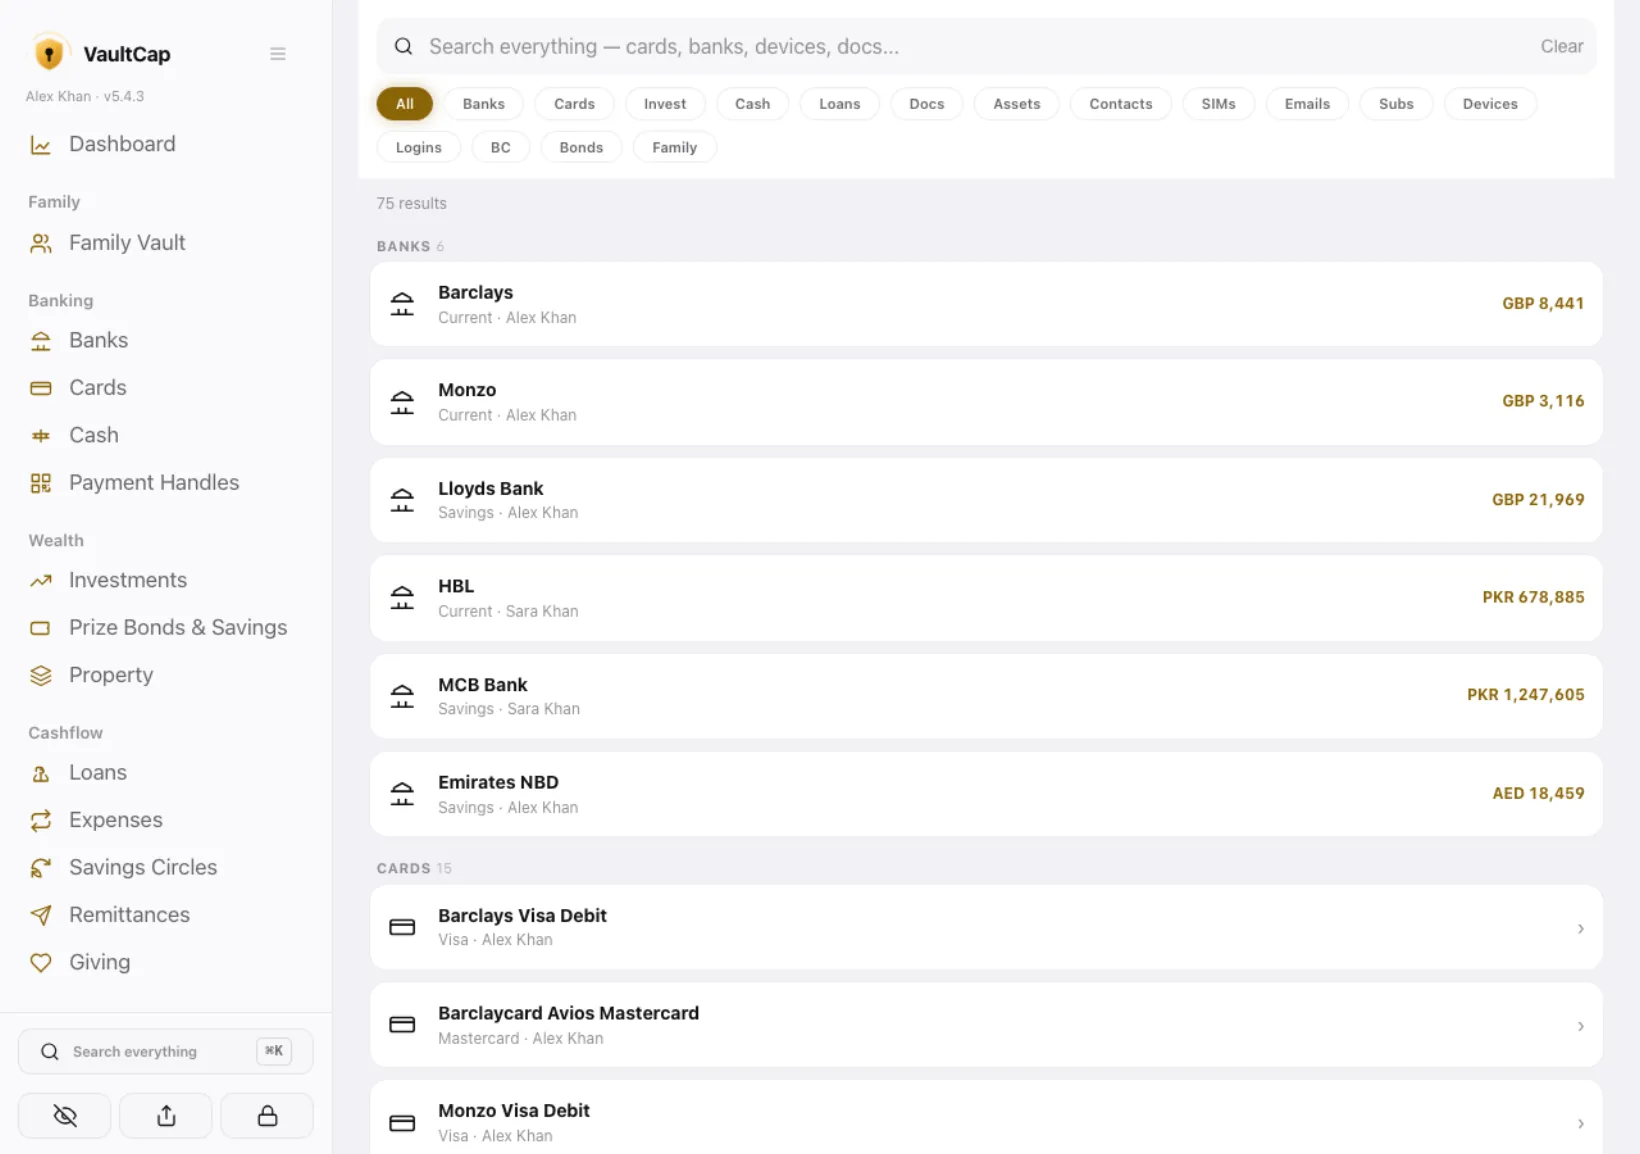 VaultCap
Alex Khan · v5.4.3
Dashboard
Family
Family Vault
Banking
Banks
Cards
Cash
Payment Handles
Wealth
Investments
Prize Bonds & Savings
Property
Cashflow
Loans
Expenses
Savings Circles
Remittances
Giving
Search everything ⌘K
Search everything — cards, banks, devices, docs... Clear
All Banks Cards Invest Cash Loans Docs Assets Contacts SIMs Emails Subs Devices
Logins BC Bonds Family
75 results
BANKS 6
Barclays
Current · Alex Khan
GBP 8,441
Monzo
Current · Alex Khan
GBP 3,116
Lloyds Bank
Savings · Alex Khan
GBP 21,969
HBL
Current · Sara Khan
PKR 678,885
MCB Bank
Savings · Sara Khan
PKR 1,247,605
Emirates NBD
Savings · Alex Khan
AED 18,459
CARDS 15
Barclays Visa Debit
Visa · Alex Khan
Barclaycard Avios Mastercard
Mastercard · Alex Khan
Monzo Visa Debit
Visa · Alex Khan